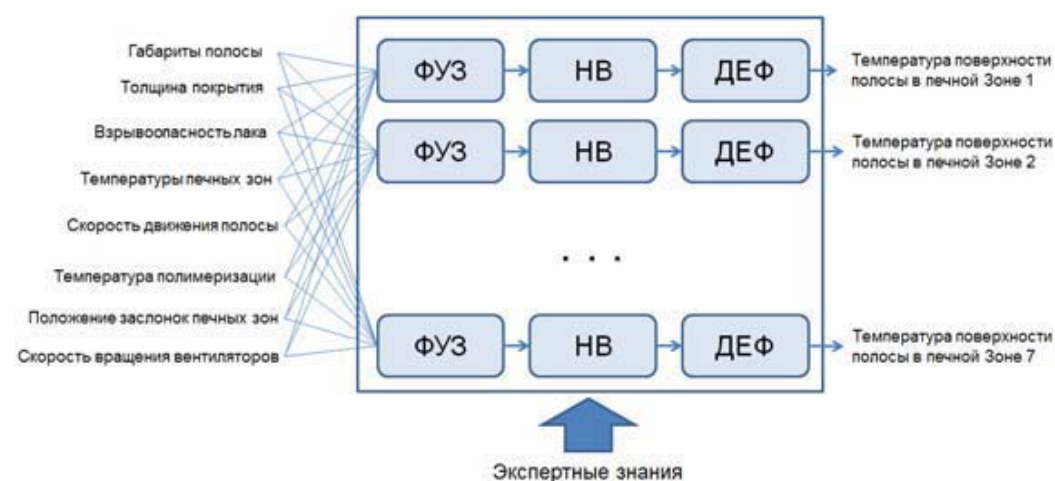 Габариты полосы
Толщина покрытия
Взрывоопасность лака
Температуры печных зон
Скорость движения полосы
Температура полимеризации
Положение заслонок печных зон
Скорость вращения вентиляторов
ФУЗ
НВ
ДЕФ
Температура поверхности
полосы в печной Зоне 1
ФУЗ
НВ
ДЕФ
Температура поверхности
полосы в печной Зоне 2
. . .
ФУЗ
НВ
ДЕФ
Температура поверхности
полосы в печной Зоне 7
Экспертные знания